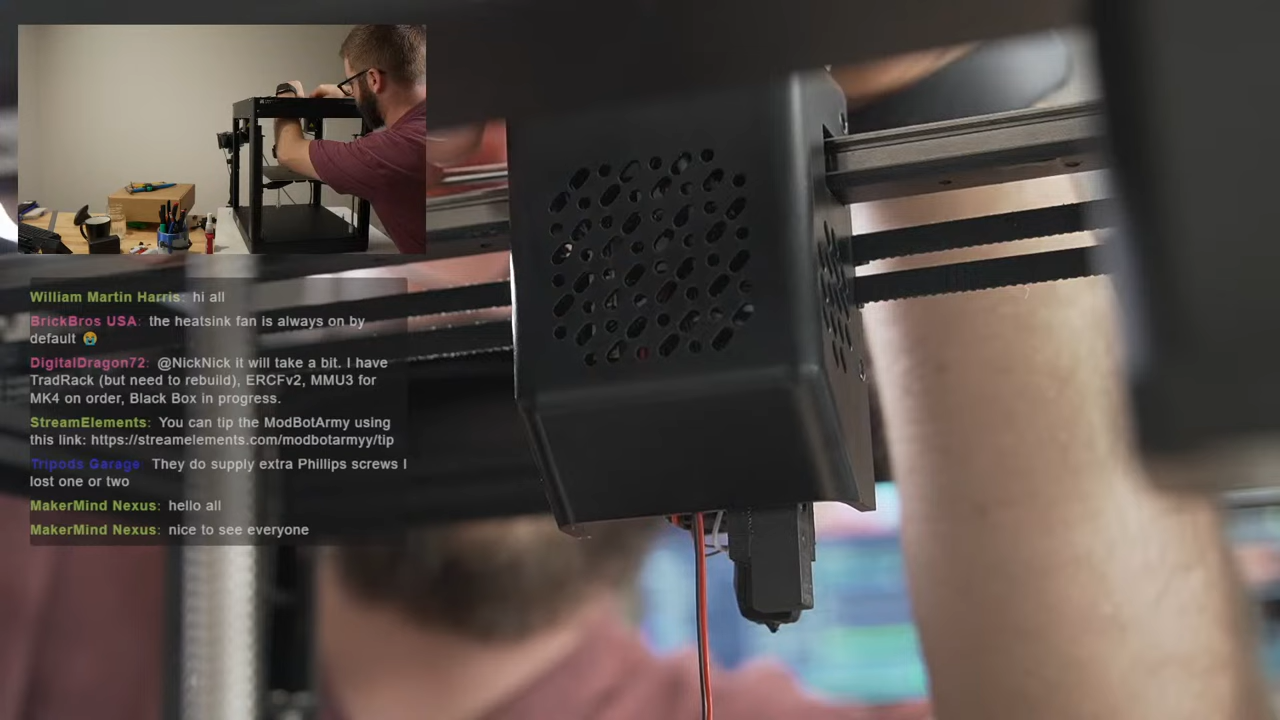 William Martin Harris: hi all
BrickBros USA: the heatsink fan is always on by
default 😭
DigitalDragon72: @NickNick it will take a bit. I have
TradRack (but need to rebuild), ERCFv2, MMU3 for
MK4 on order, Black Box in progress.
StreamElements: You can tip the ModBotArmy using
this link: https://streamelements.com/modbotarmyy/tip
Tripods Garage: They do supply extra Phillips screws I
lost one or two
MakerMind Nexus: hello all
MakerMind Nexus: nice to see everyone